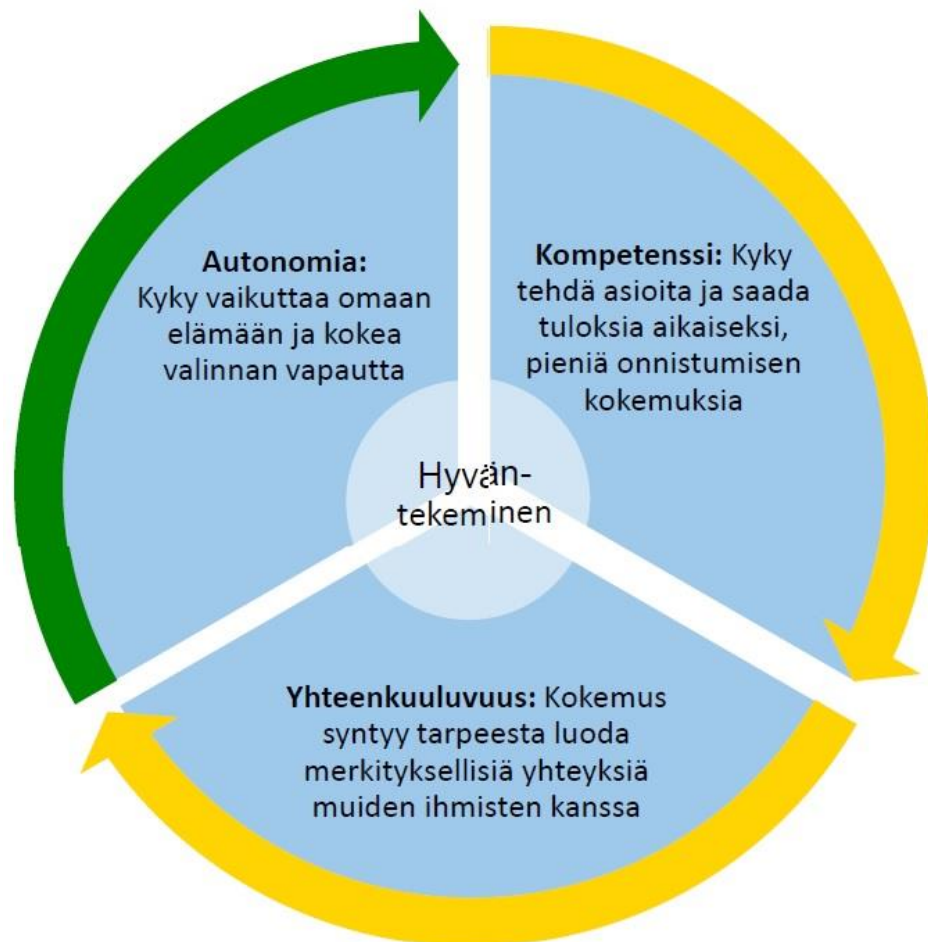 Autonomia:
Kyky vaikuttaa omaan
elämään ja kokea
valinnan vapautta
Kompetenssi: Kyky
tehdä asioita ja saada
tuloksia aikaiseksi,
pieniä onnistumisen
kokemuksia
Hyvän-
tekeminen
Yhteenkuuluvuus: Kokemus
syntyy tarpeesta luoda
merkityksellisiä yhteyksiä
muiden ihmisten kanssa